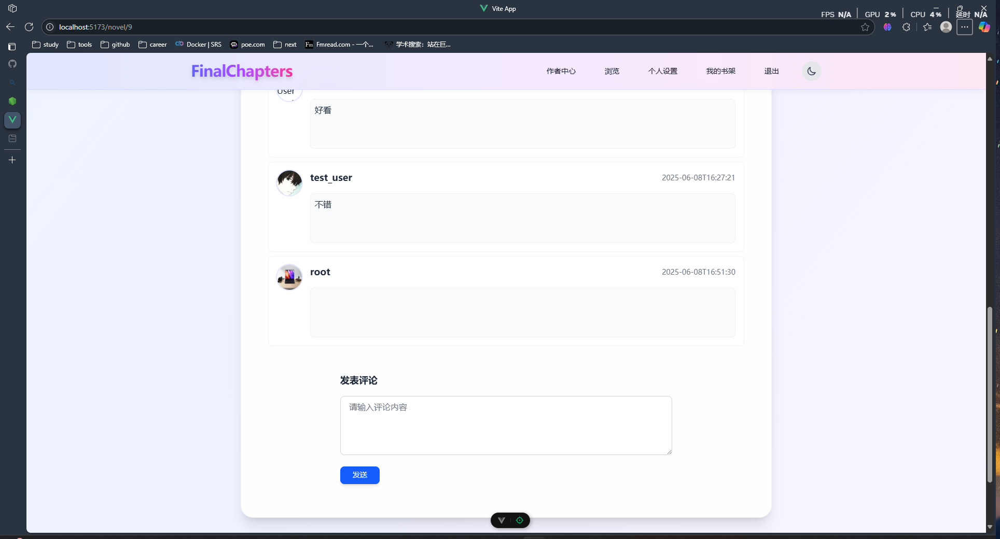 Vite App
FPS N/A GPU 2% CPU 4% 延时 N/A
localhost:5173/novel/9
study tools github career Docker | SRS poe.com next Fmread.com - 一个... 学术搜索：站在巨...
FinalChapters 作者中心 浏览 个人设置 我的书架 退出
User
好看
test_user 2025-06-08T16:27:21
不错
root 2025-06-08T16:51:30
发表评论
请输入评论内容
发送